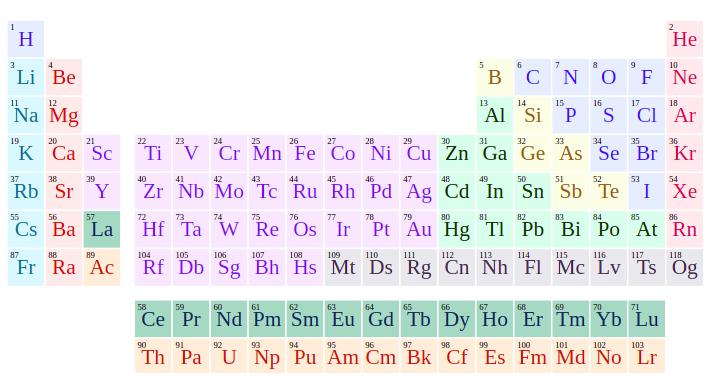 1 H 2 He
3 Li 4 Be 5 B 6 C 7 N 8 O 9 F 10 Ne
11 Na 12 Mg 13 Al 14 Si 15 P 16 S 17 Cl 18 Ar
19 K 20 Ca 21 Sc 22 Ti 23 V 24 Cr 25 Mn 26 Fe 27 Co 28 Ni 29 Cu 30 Zn 31 Ga 32 Ge 33 As 34 Se 35 Br 36 Kr
37 Rb 38 Sr 39 Y 40 Zr 41 Nb 42 Mo 43 Tc 44 Ru 45 Rh 46 Pd 47 Ag 48 Cd 49 In 50 Sn 51 Sb 52 Te 53 I 54 Xe
55 Cs 56 Ba 57 La 72 Hf 73 Ta 74 W 75 Re 76 Os 77 Ir 78 Pt 79 Au 80 Hg 81 Tl 82 Pb 83 Bi 84 Po 85 At 86 Rn
87 Fr 88 Ra 89 Ac 104 Rf 105 Db 106 Sg 107 Bh 108 Hs 109 Mt 110 Ds 111 Rg 112 Cn 113 Nh 114 Fl 115 Mc 116 Lv 117 Ts 118 Og
58 Ce 59 Pr 60 Nd 61 Pm 62 Sm 63 Eu 64 Gd 65 Tb 66 Dy 67 Ho 68 Er 69 Tm 70 Yb 71 Lu
90 Th 91 Pa 92 U 93 Np 94 Pu 95 Am 96 Cm 97 Bk 98 Cf 99 Es 100 Fm 101 Md 102 No 103 Lr